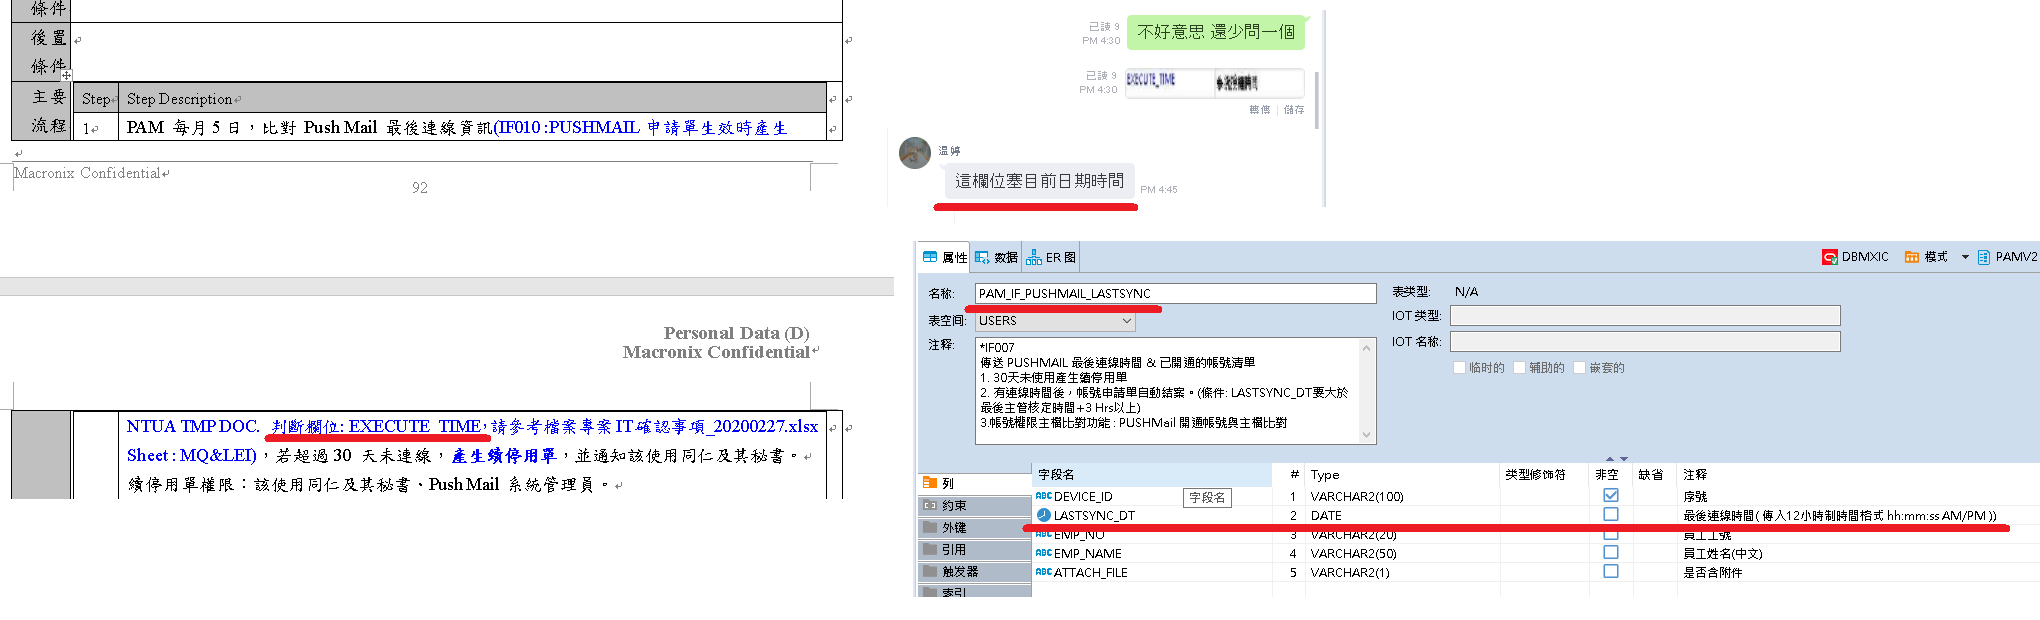 條件
後置
條件
主要
流程
Step
Step Description
1
PAM 每月 5 日，比對 Push Mail 最後連線資訊(IF010 :PUSHMAIL 申請單生效時產生
Macronix Confidential
92
Personal Data (D)
Macronix Confidential
NTUA TMP DOC. 判斷欄位: EXECUTE_TIME，請參考檔案專案 IT 確認事項_20200227.xlsx
Sheet : MQ&LEI)，若超過 30 天未連線，產生續停用單，並通知該使用同仁及其秘書。
續停用單權限：該使用同仁及其秘書、Push Mail 系統管理員。
已讀 9
PM 4:30
不好意思 還少問一個
已讀 9
PM 4:30
EXECUTE_TIME
儲存
溫婷
這欄位塞目前日期時間
PM 4:45
属性
数据
ER 图
DBMXIC
模式
PAMV2
名称:
PAM_IF_PUSHMAIL_LASTSYNC
表空间:
USERS
注释:
*IF007
傳送 PUSHMAIL 最後連線時間 & 已開通的帳號清單
1. 30天未使用產生續停用單
2. 有連線時間後，帳號申請單自動結案。(條件: LASTSYNC_DT要大於
最後主管核定時間+3 Hrs以上)
3.帳號權限主檔比對功能 : PUSHMail 開通帳號與主檔比對
表类型:
N/A
IOT 类型:
IOT 名称:
临时的
辅助的
嵌套的
列
约束
外键
引用
触发器
索引
字段名
#
Type
类型修饰符
非空
缺省
注释
DEVICE_ID
字段名
1
VARCHAR2(100)
序號
LASTSYNC_DT
2
DATE
最後連線時間( 傳入12小時制時間格式 hh:mm:ss AM/PM ))
EMP_NO
3
VARCHAR2(20)
員工工號
EMP_NAME
4
VARCHAR2(50)
員工姓名(中文)
ATTACH_FILE
5
VARCHAR2(1)
是否含附件